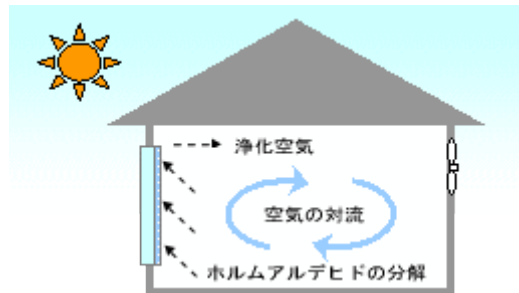 浄化空気
空気の対流
ホルムアルデヒドの分解